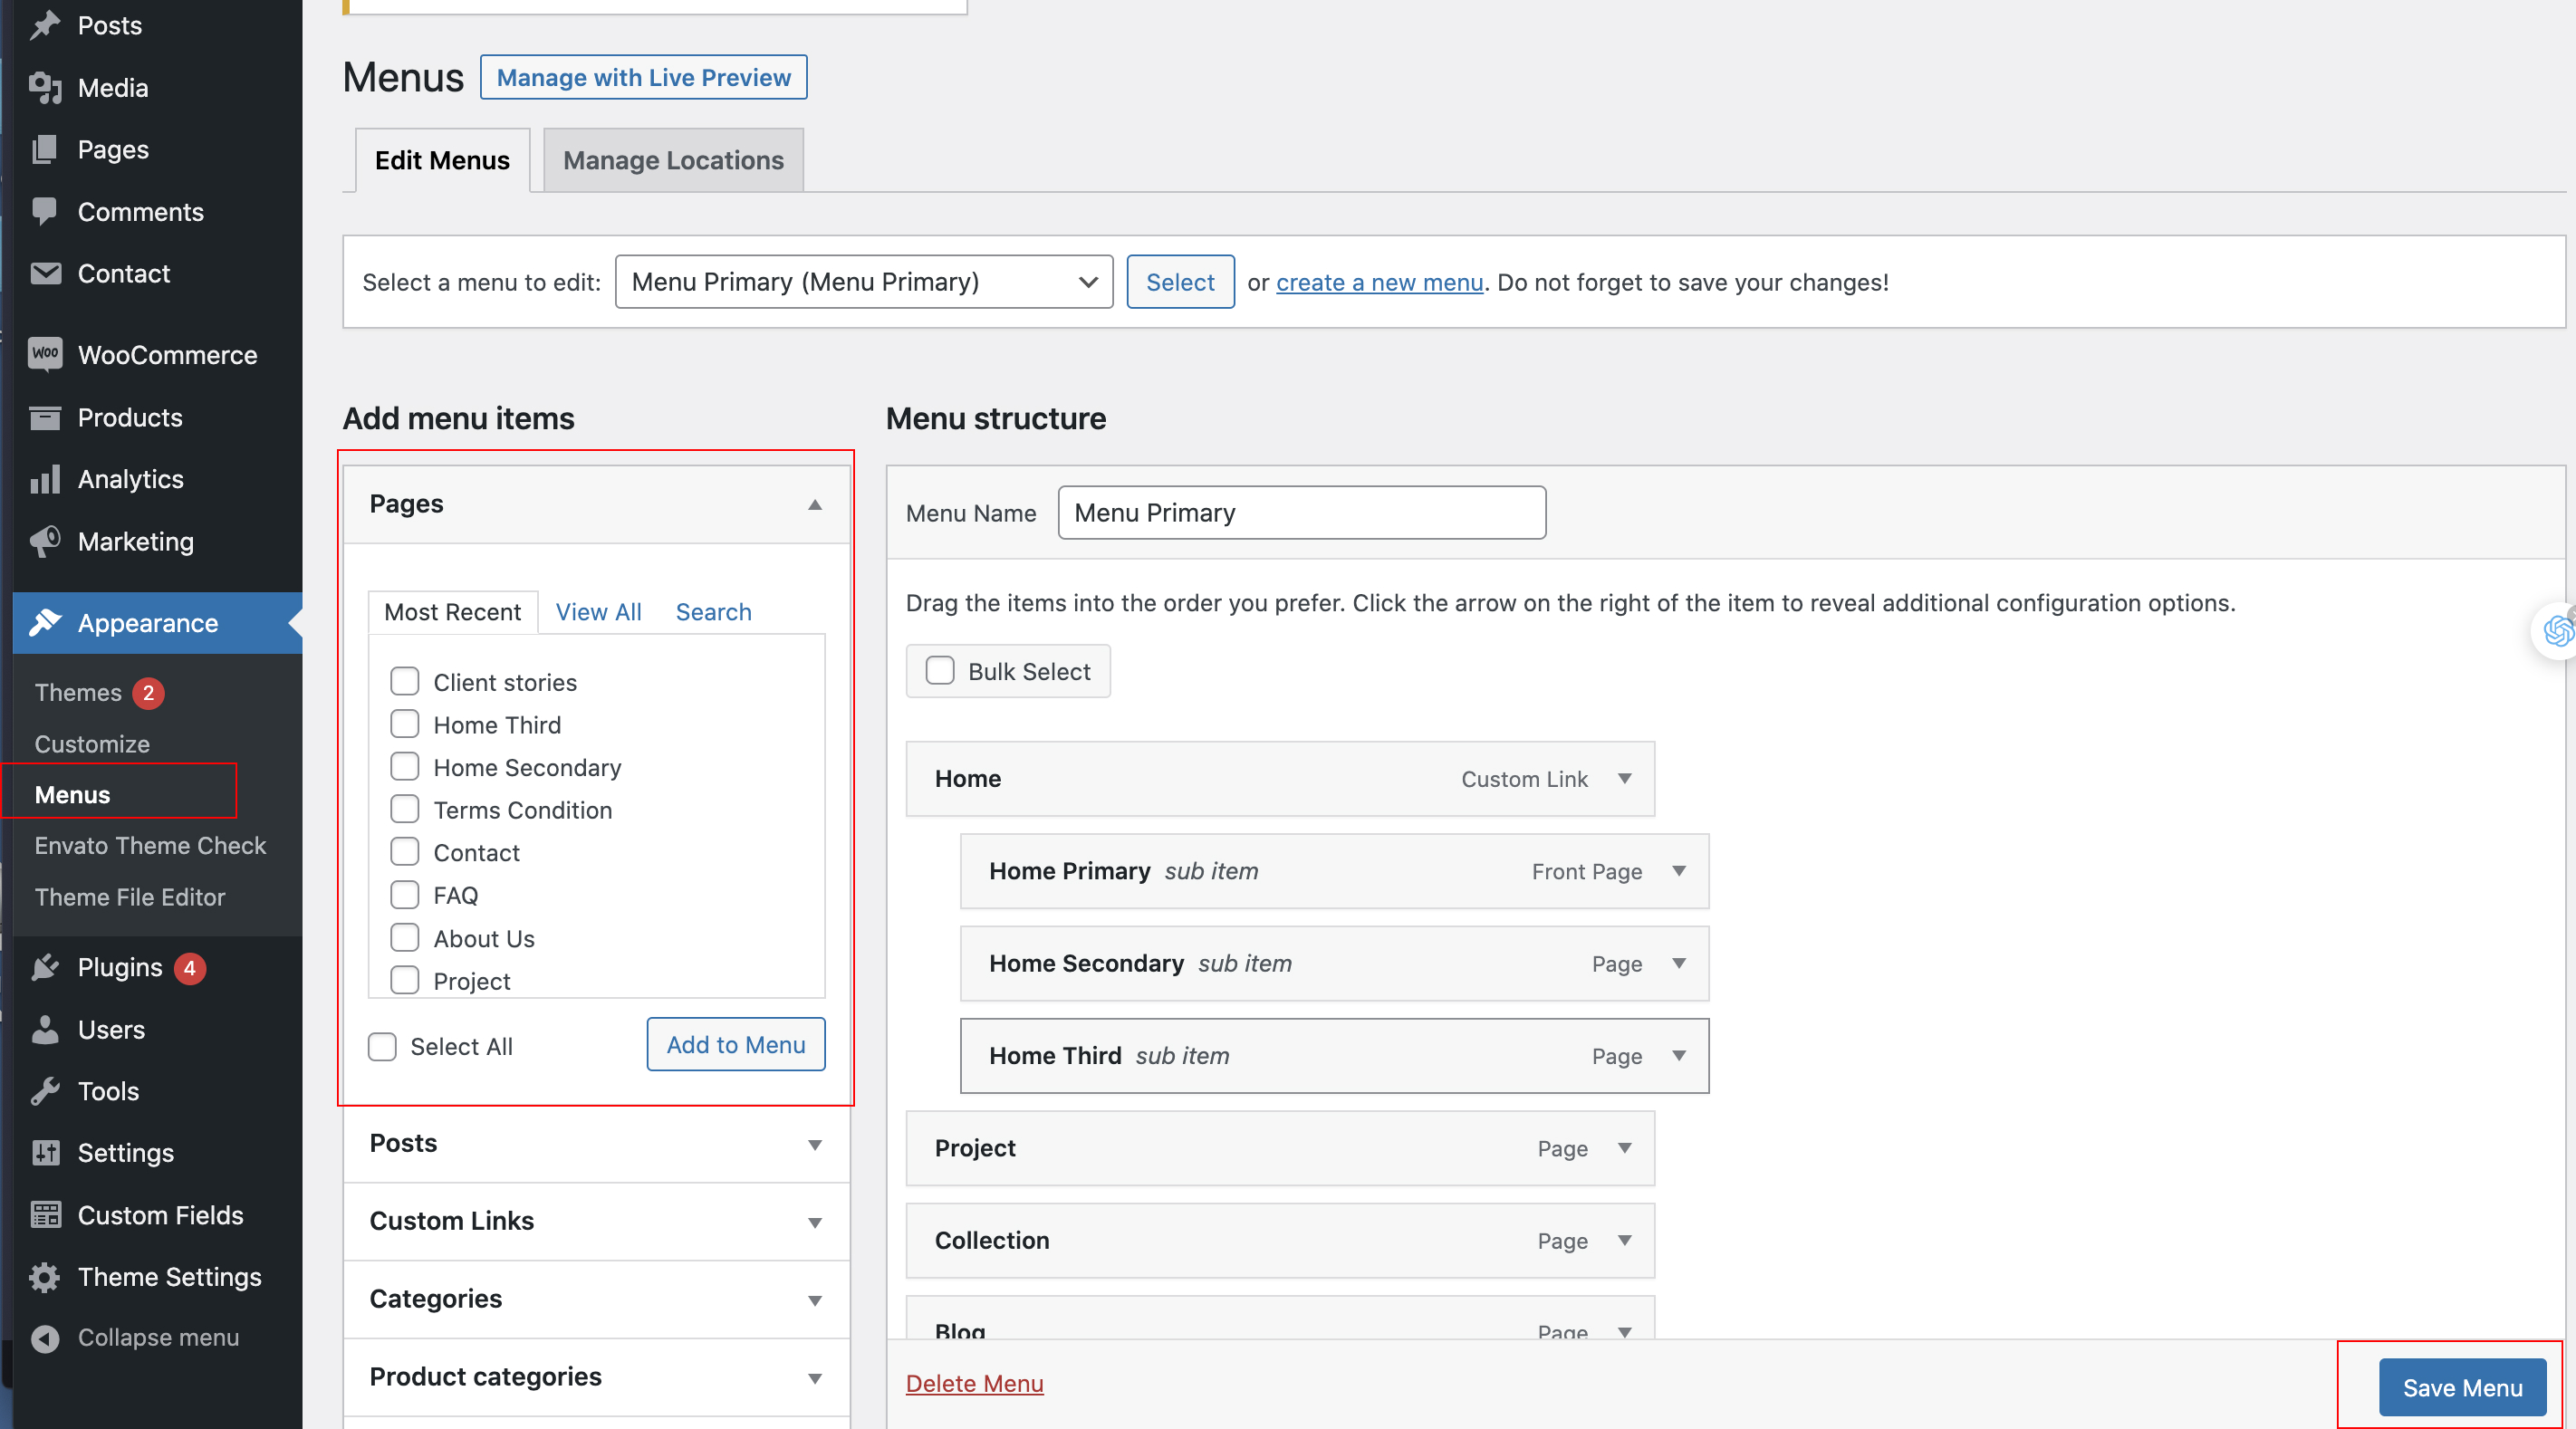 Posts
Media
Pages
Comments
Contact
Woo WooCommerce
Products
Analytics
Marketing
Appearance
Themes 2
Customize
Menus
Envato Theme Check
Theme File Editor
Plugins 4
Users
Tools
Settings
Custom Fields
Theme Settings
Collapse menu
Menus Manage with Live Preview
Edit Menus Manage Locations
Select a menu to edit: Menu Primary (Menu Primary) Select or create a new menu. Do not forget to save your changes!
Add menu items
Pages
Most Recent View All Search
Client stories
Home Third
Home Secondary
Terms Condition
Contact
FAQ
About Us
Project
Select All Add to Menu
Posts
Custom Links
Categories
Product categories
Menu structure
Menu Name Menu Primary
Drag the items into the order you prefer. Click the arrow on the right of the item to reveal additional configuration options.
Bulk Select
Home Custom Link
Home Primary sub item Front Page
Home Secondary sub item Page
Home Third sub item Page
Project Page
Collection Page
Blog Page
Delete Menu Save Menu